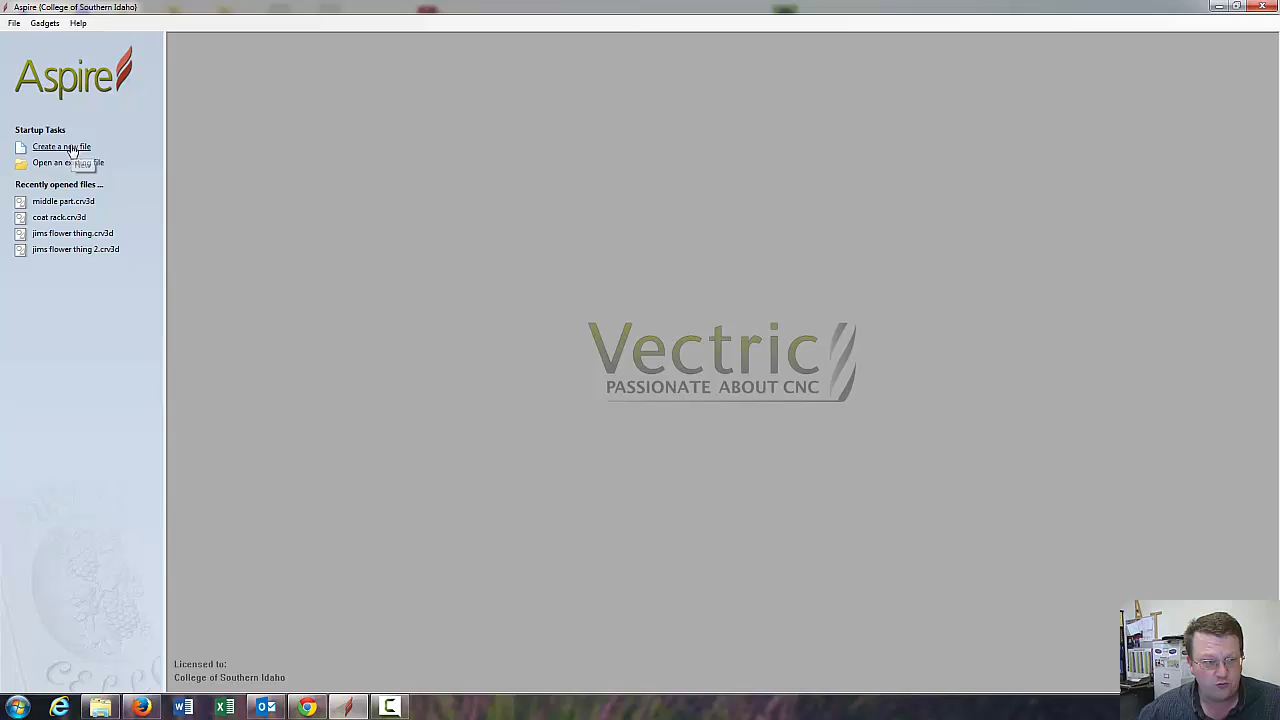 Aspire {College of Southern Idaho}
File Gadgets Help
Aspire
Startup Tasks
Create a new file
Open an existing file
New
Recently opened files ...
middle part.crv3d
coat rack.crv3d
jims flower thing.crv3d
jims flower thing 2.crv3d
Vectric
PASSIONATE ABOUT CNC
Licensed to:
College of Southern Idaho